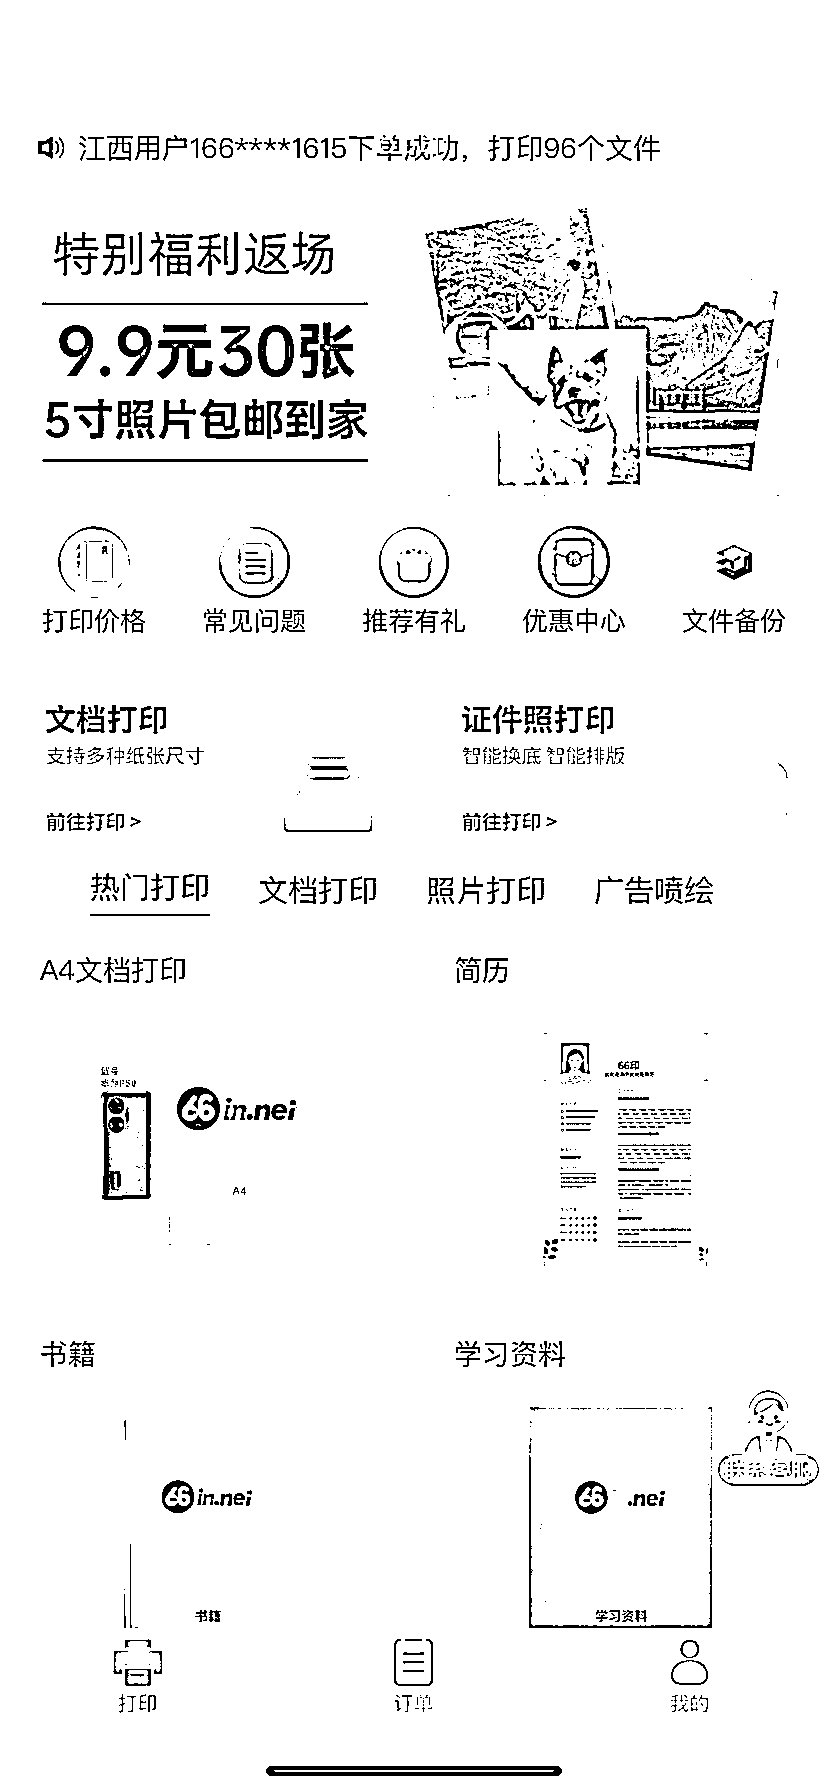 江西用户166****1615下单成功，打印96个文件
特别福利返场
9.9元30张
5寸照片包邮到家
打印价格 常见问题 推荐有礼 优惠中心 文件备份
文档打印 证件照打印
支持多种纸张尺寸 智能换底 智能排版
前往打印 > 前往打印 >
热门打印 文档打印 照片打印 广告喷绘
A4文档打印 简历
66印
66in.nei
A4
书籍 学习资料
联系客服
66in.nei 66 .nei
书籍 学习资料
打印 订单 我的